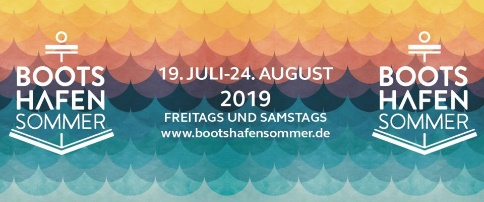 BOOTS
HAFEN
SOMMER
19. JULI-24. AUGUST
2019
FREITAGS UND SAMSTAGS
www.bootshafensommer.de
BOOTS
HAFEN
SOMMER